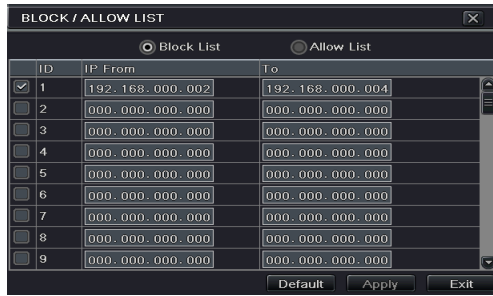 BLOCK / ALLOW LIST
Block List Allow List
ID IP From To
1 192.168.000.002 192.168.000.004
2 000.000.000.000 000.000.000.000
3 000.000.000.000 000.000.000.000
4 000.000.000.000 000.000.000.000
5 000.000.000.000 000.000.000.000
6 000.000.000.000 000.000.000.000
7 000.000.000.000 000.000.000.000
8 000.000.000.000 000.000.000.000
9 000.000.000.000 000.000.000.000
Default Apply Exit